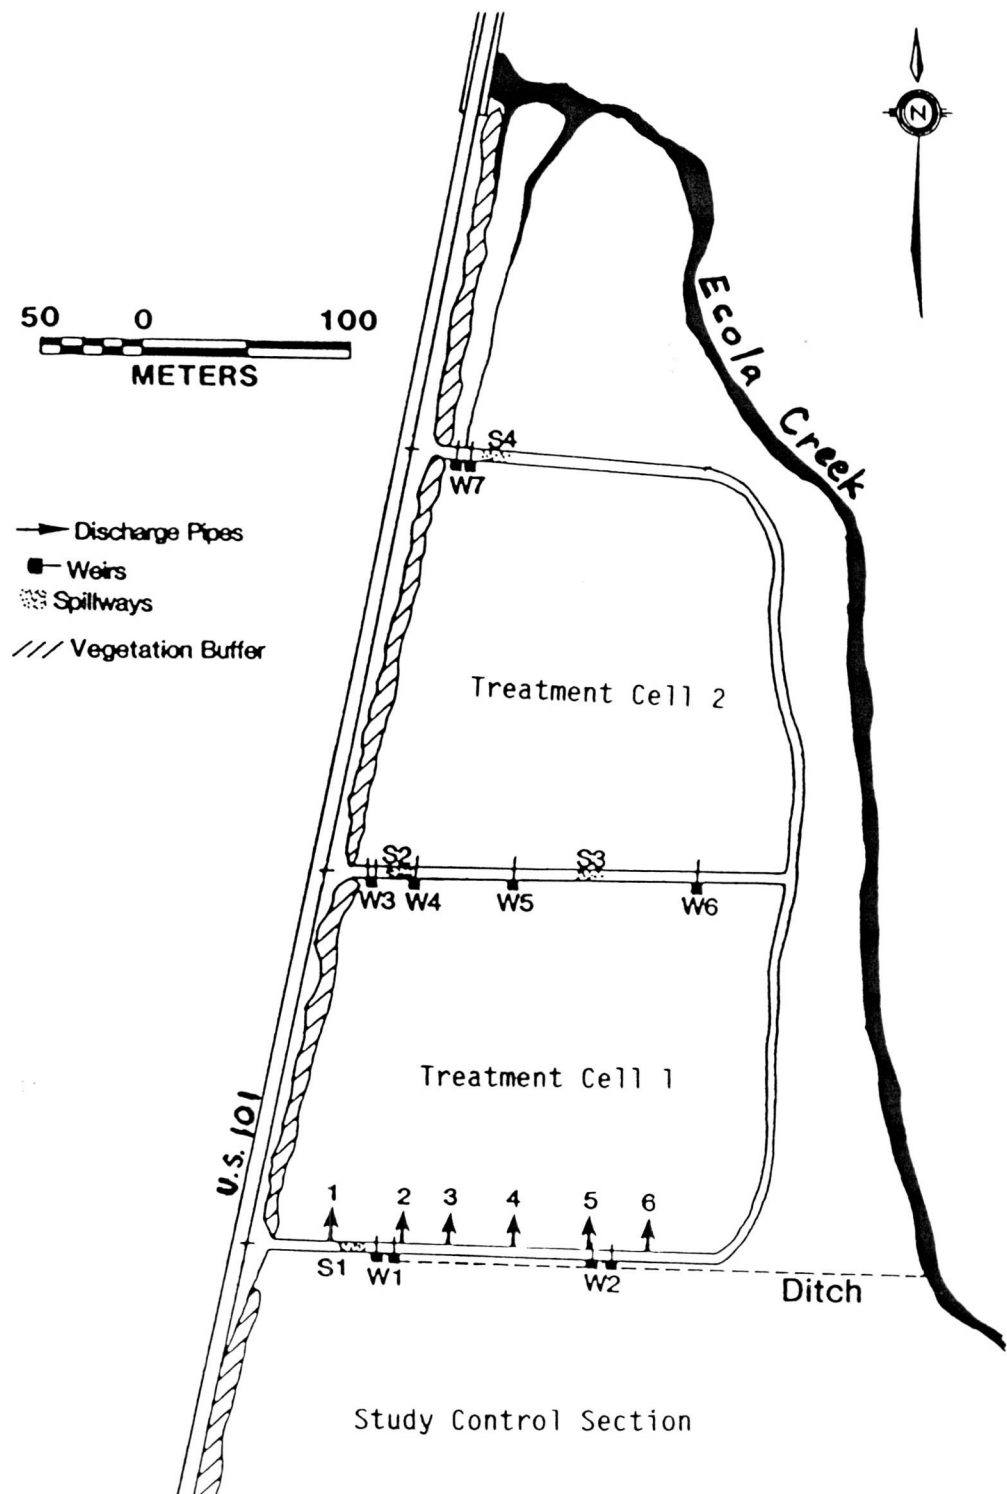 N
Ecola Creek
50 0 100
METERS
S4
W7
Discharge Pipes
Weirs
Spillways
Vegetation Buffer
Treatment Cell 2
S2 S3
W3 W4 W5 W6
Treatment Cell 1
U.S. 101
1 2 3 4 5 6
S1 W1 W2
Ditch
Study Control Section